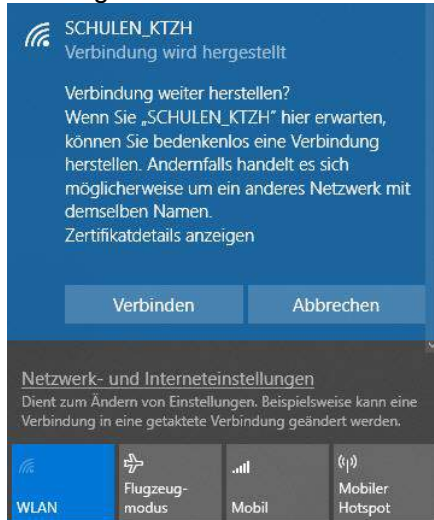 SCHULEN_KTZH
Verbindung wird hergestellt
Verbindung weiter herstellen?
Wenn Sie „SCHULEN_KTZH" hier erwarten,
können Sie bedenkenlos eine Verbindung
herstellen. Andernfalls handelt es sich
möglicherweise um ein anderes Netzwerk mit
demselben Namen.
Zertifikatdetails anzeigen
Verbinden Abbrechen
Netzwerk- und Interneteinstellungen
Dient zum Ändern von Einstellungen. Beispielsweise kann eine
Verbindung in eine getaktete Verbindung geändert werden.
WLAN
Flugzeug-
modus
Mobil
Mobiler
Hotspot